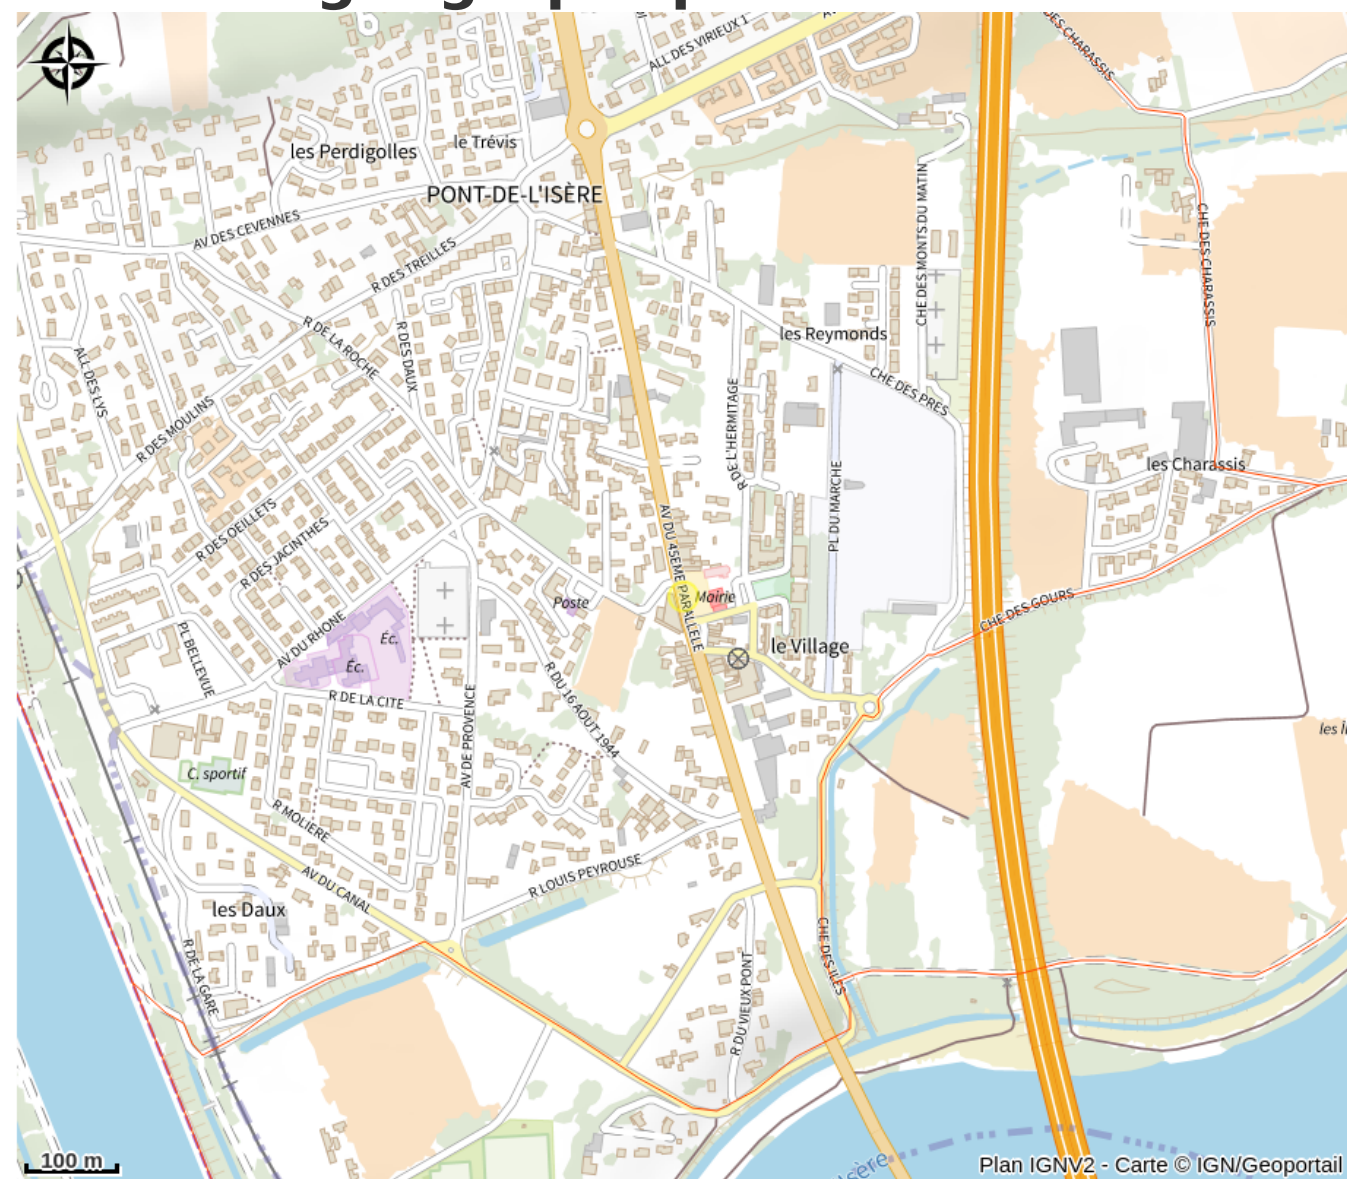 ALL DES VIRIEUX 1
DES CHARASSIS
les Perdigolles
le Trévis
PONT-DE-L'ISÈRE
AV DES CEVENNES
R DES TREILLES
CHE DES MONTS DU MATIN
CHE DES CHARASSIS
R DE LA ROCHE
R DES DAUX
les Reymonds
ALL DES LYS
CHE DES PRES
R DE L'HERMITAGE
R DES MOULINS
les Charassis
PL DU MARCHE
R DES OEILLETS
R DES JACINTHES
AV DU 45EME PARALLELE
Poste
Mairie
CHE DES GOURS
AV DU RHONE
Éc.
Éc.
le Village
PL BELLEVUE
R DE LA CITE
R DU 16 AOUT 1944
AV DE PROVENCE
C. sportif
R MOLIERE
R LOUIS PEYROUSE
AV DU CANAL
les Daux
CHE DES ILES
R DE LA GARE
R DU VIEUX PONT
100 m
Plan IGNV2 - Carte © IGN/Geoportail